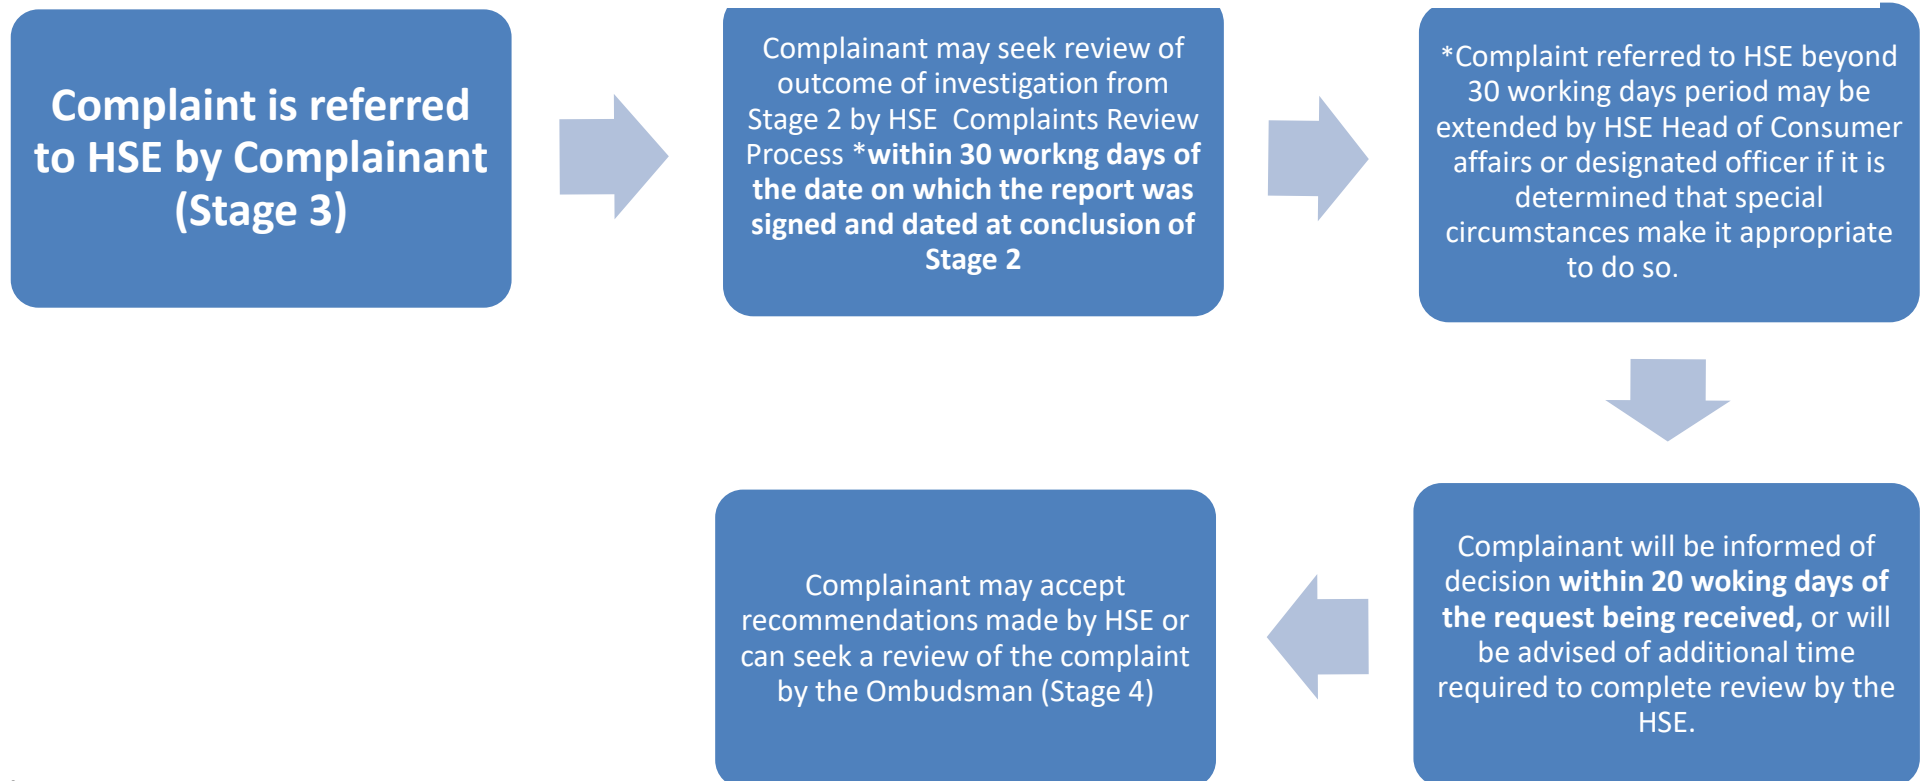 Complaint is referred
to HSE by Complainant
(Stage 3)
Complainant may seek review of
outcome of investigation from
Stage 2 by HSE  Complaints Review
Process *within 30 workng days of
the date on which the report was
signed and dated at conclusion of
Stage 2
*Complaint referred to HSE beyond
30 working days period may be
extended by HSE Head of Consumer
affairs or designated officer if it is
determined that special
circumstances make it appropriate
to do so.
Complainant will be informed of
decision within 20 woking days of
the request being received, or will
be advised of additional time
required to complete review by the
HSE.
Complainant may accept
recommendations made by HSE or
can seek a review of the complaint
by the Ombudsman (Stage 4)